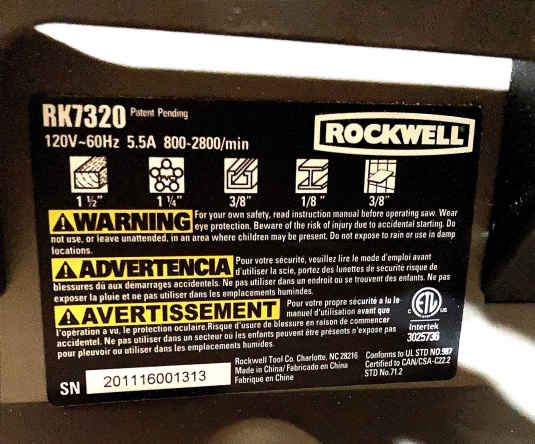 RK7320 Patent Pending
120V~60Hz 5.5A 800-2800/min
ROCKWELL
1 ½" 1 ¼" 3/8" 1/8" 3/8"
WARNING For your own safety, read instruction manual before operating saw. Wear
eye protection. Beware of the risk of injury due to accidental starting. Do
not use, or leave unattended, in an area where children may be present. Do not expose to rain or use in damp
locations.
ADVERTENCIA Pour votre sécurité, veuillez lire le mode d'emploi avant
d'utiliser la scie, portez des lunettes de sécurité risque de
blessures dû aux démarrages accidentels. Ne pas utiliser dans un endroit ou se trouvent des enfants. Ne pas
exposer la pluie et ne pas utiliser dans les emplacements humindes.
AVERTISSEMENT Pour votre propre sécurité a lu le
manuel d'utilisation avant que
l'opération a vu, le protection oculaire.Risque d'usure de blessure en raison de commencer
accidentel. Ne pas utiliser dans un secteur ou les enfants peuvent être présents n'expose pas
pour pleuvoir ou utiliser dans les emplacements humides.
C ETL US
Intertek
3025736
SN 201116001313
Rockwell Tool Co. Charlotte, NC 28216
Made in China/ Fabricado en China
Fabrique en Chine
Conforms to UL STD NO.987
Certified to CAN/CSA-C22.2
STD No.71.2